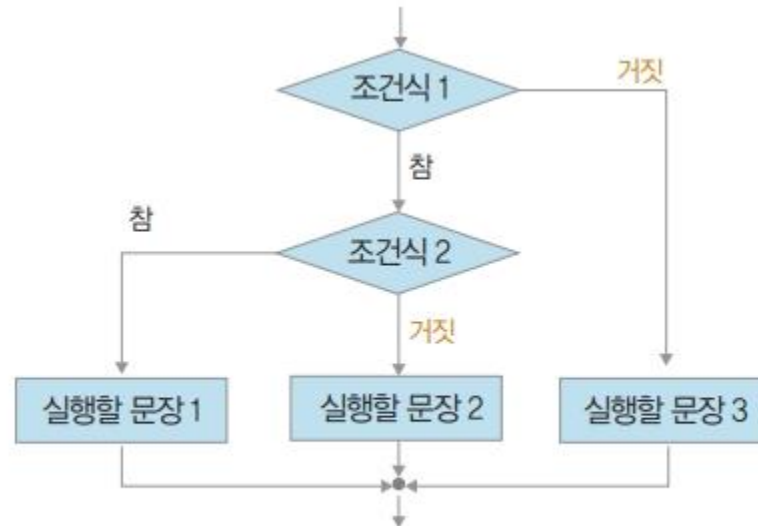 조건식 1
거짓
참
참
조건식 2
거짓
실행할 문장 1
실행할 문장 2
실행할 문장 3